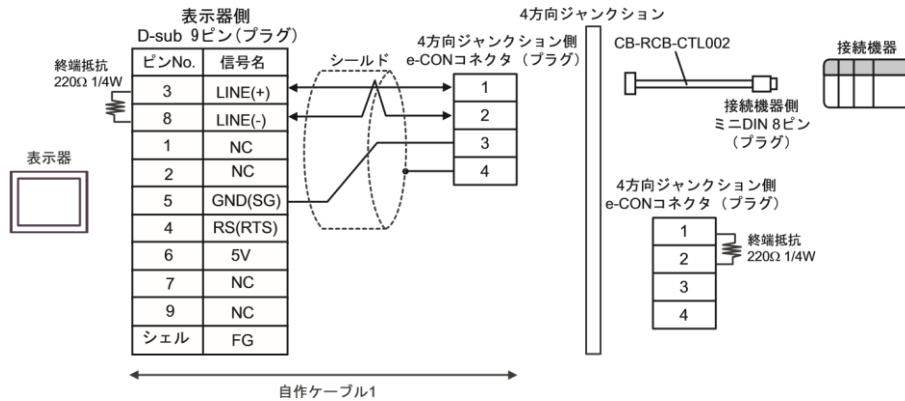 表示器側
D-sub 9ピン(プラグ)
終端抵抗
220Ω 1/4W
ピンNo. 信号名
3 LINE(+)
8 LINE(-)
1 NC
2 NC
5 GND(SG)
4 RS(RTS)
6 5V
7 NC
9 NC
シェル FG
表示器
シールド
4方向ジャンクション側
e-CONコネクタ（プラグ）
1
2
3
4
自作ケーブル1
4方向ジャンクション
CB-RCB-CTL002
接続機器
接続機器側
ミニDIN 8ピン
(プラグ)
4方向ジャンクション側
e-CONコネクタ（プラグ）
1
2
3
4
終端抵抗
220Ω 1/4W